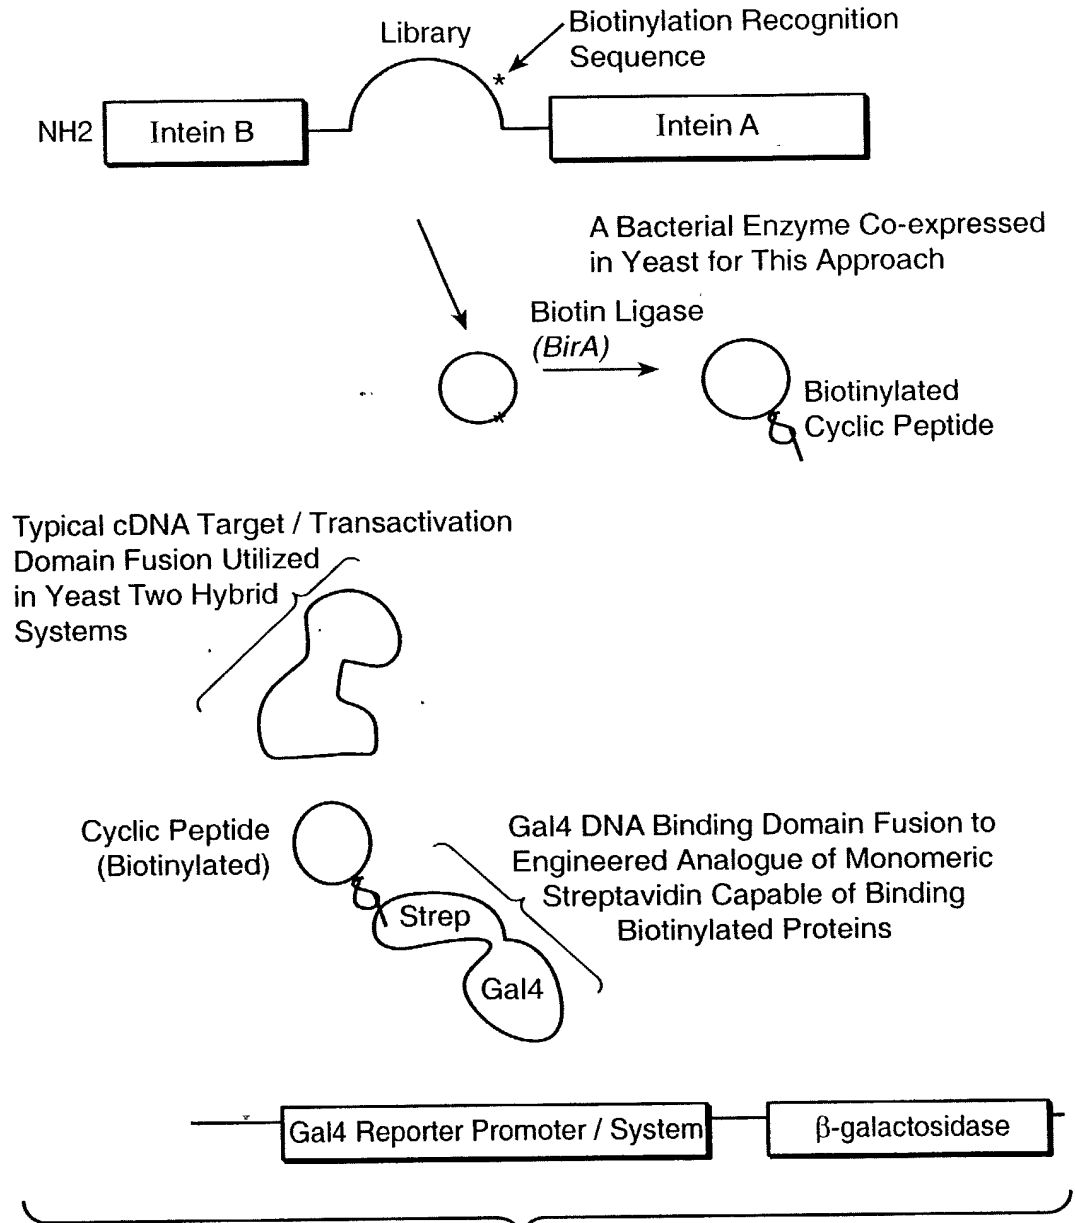 Library
Biotinylation Recognition
Sequence
*
NH2
Intein B
Intein A
A Bacterial Enzyme Co-expressed
in Yeast for This Approach
Biotin Ligase
(BirA)
*
Biotinylated
Cyclic Peptide
Typical cDNA Target / Transactivation
Domain Fusion Utilized
in Yeast Two Hybrid
Systems
Cyclic Peptide
(Biotinylated)
Gal4 DNA Binding Domain Fusion to
Engineered Analogue of Monomeric
Streptavidin Capable of Binding
Biotinylated Proteins
Strep
Gal4
Gal4 Reporter Promoter / System
β-galactosidase